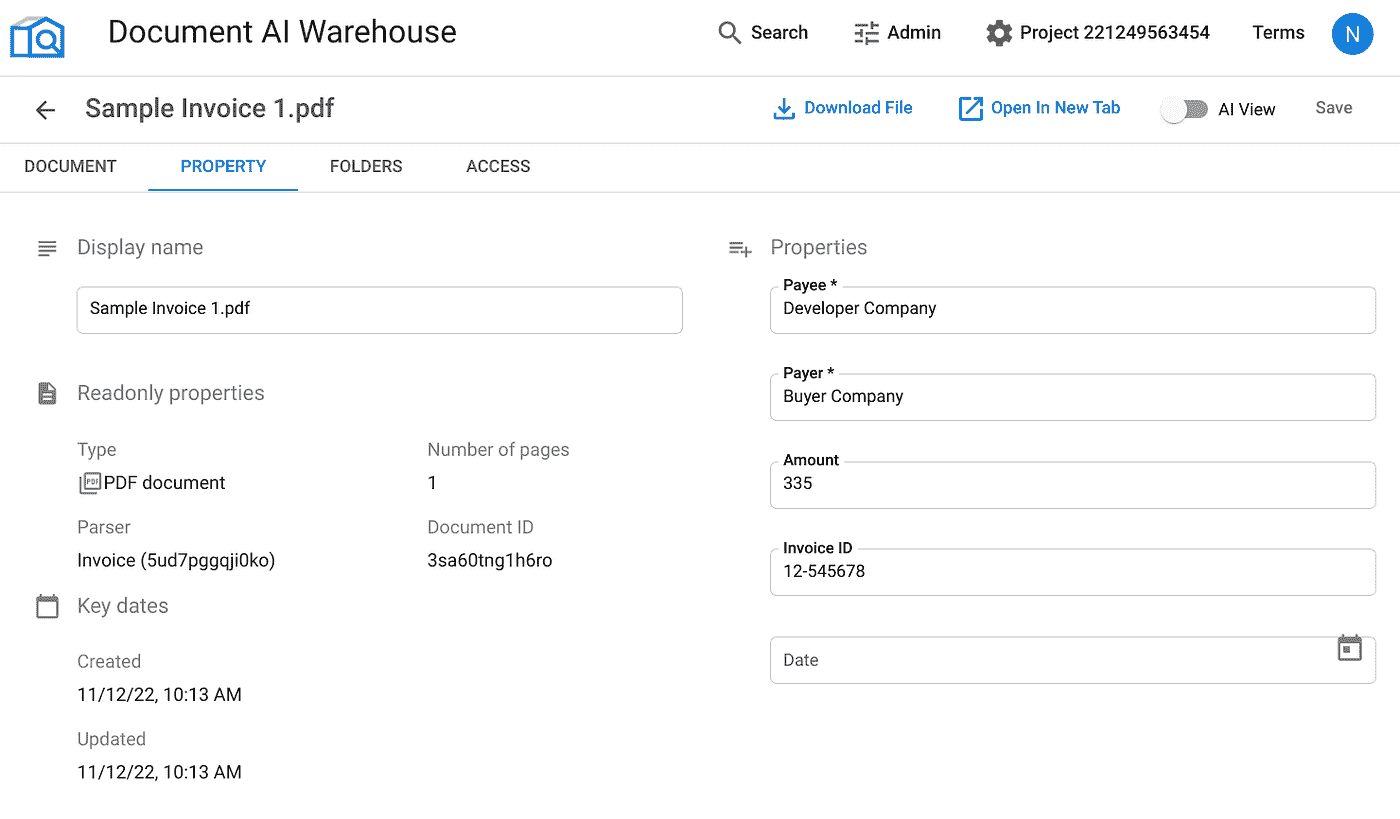 Document AI Warehouse
Search
Admin
Project 221249563454
Terms
N
Sample Invoice 1.pdf
Download File
Open In New Tab
AI View
Save
DOCUMENT
PROPERTY
FOLDERS
ACCESS
Display name
Sample Invoice 1.pdf
Readonly properties
Type
Number of pages
PDF
PDF document
1
Parser
Document ID
Invoice (5ud7pggqji0ko)
3sa60tng1h6ro
Key dates
Created
11/12/22, 10:13 AM
Updated
11/12/22, 10:13 AM
Properties
Payee *
Developer Company
Payer *
Buyer Company
Amount
335
Invoice ID
12-545678
Date